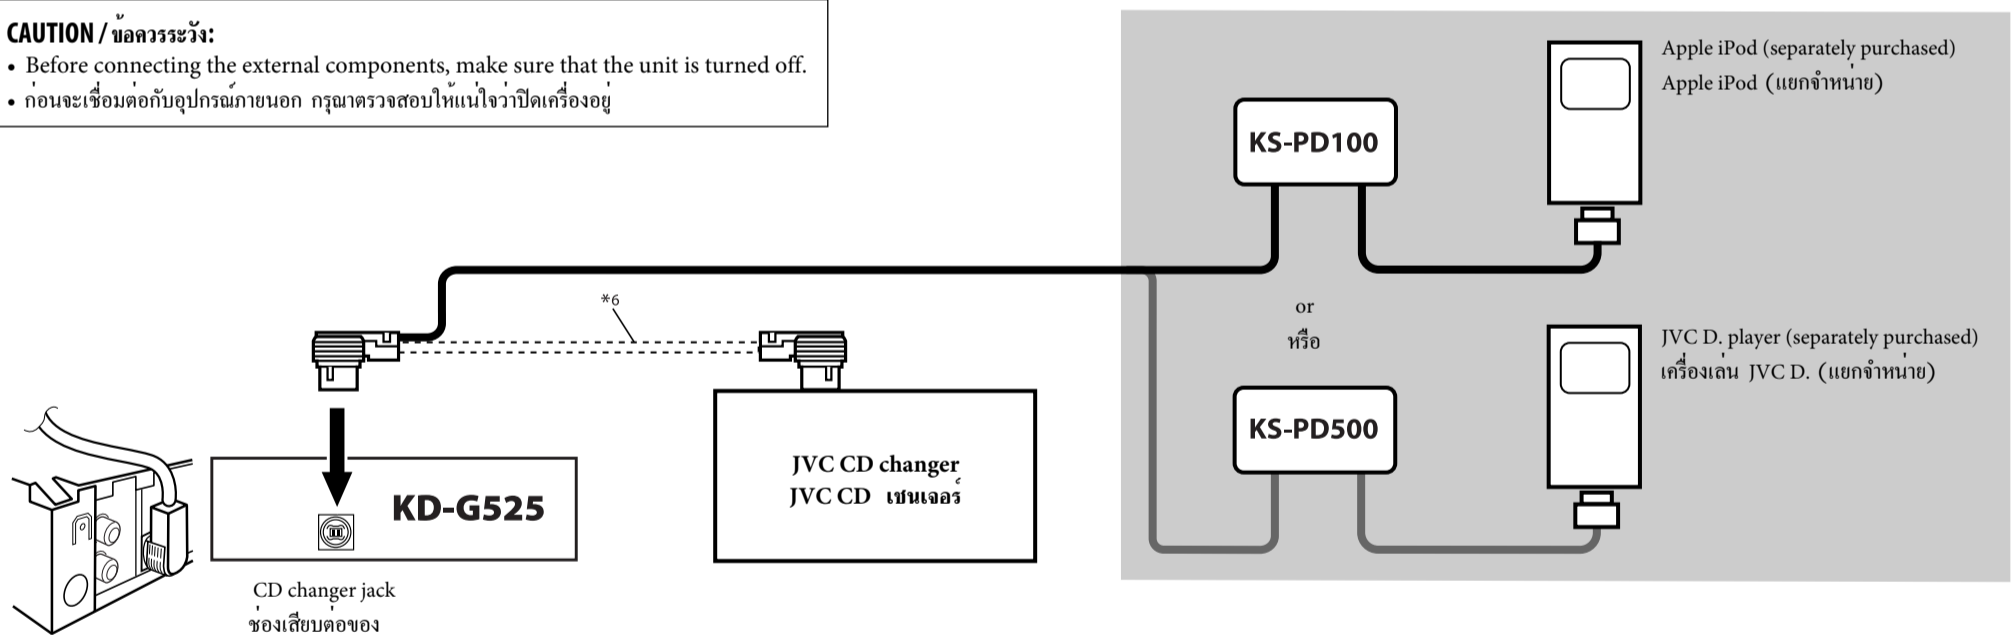 CAUTION / ข้อควรระวัง:
• Before connecting the external components, make sure that the unit is turned off.
• ก่อนจะเชื่อมต่อกับอุปกรณ์ภายนอก กรุณาตรวจสอบให้แน่ใจว่าปิดเครื่องอยู่
Apple iPod (separately purchased)
Apple iPod (แยกจำหน่าย)
KS-PD100
*6
or
หรือ
JVC D. player (separately purchased)
เครื่องเล่น JVC D. (แยกจำหน่าย)
KS-PD500
JVC CD changer
JVC CD เชนเจอร์
KD-G525
CD changer jack
ช่องเสียบต่อของ